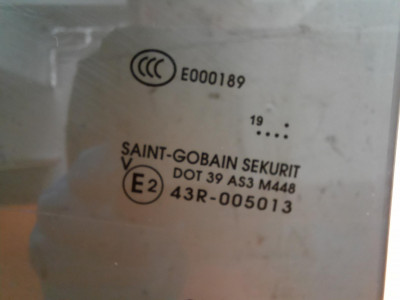 CCC E000189
19
SAINT-GOBAIN SEKURIT
V DOT 39 AS3 M448
E2 43R-005013